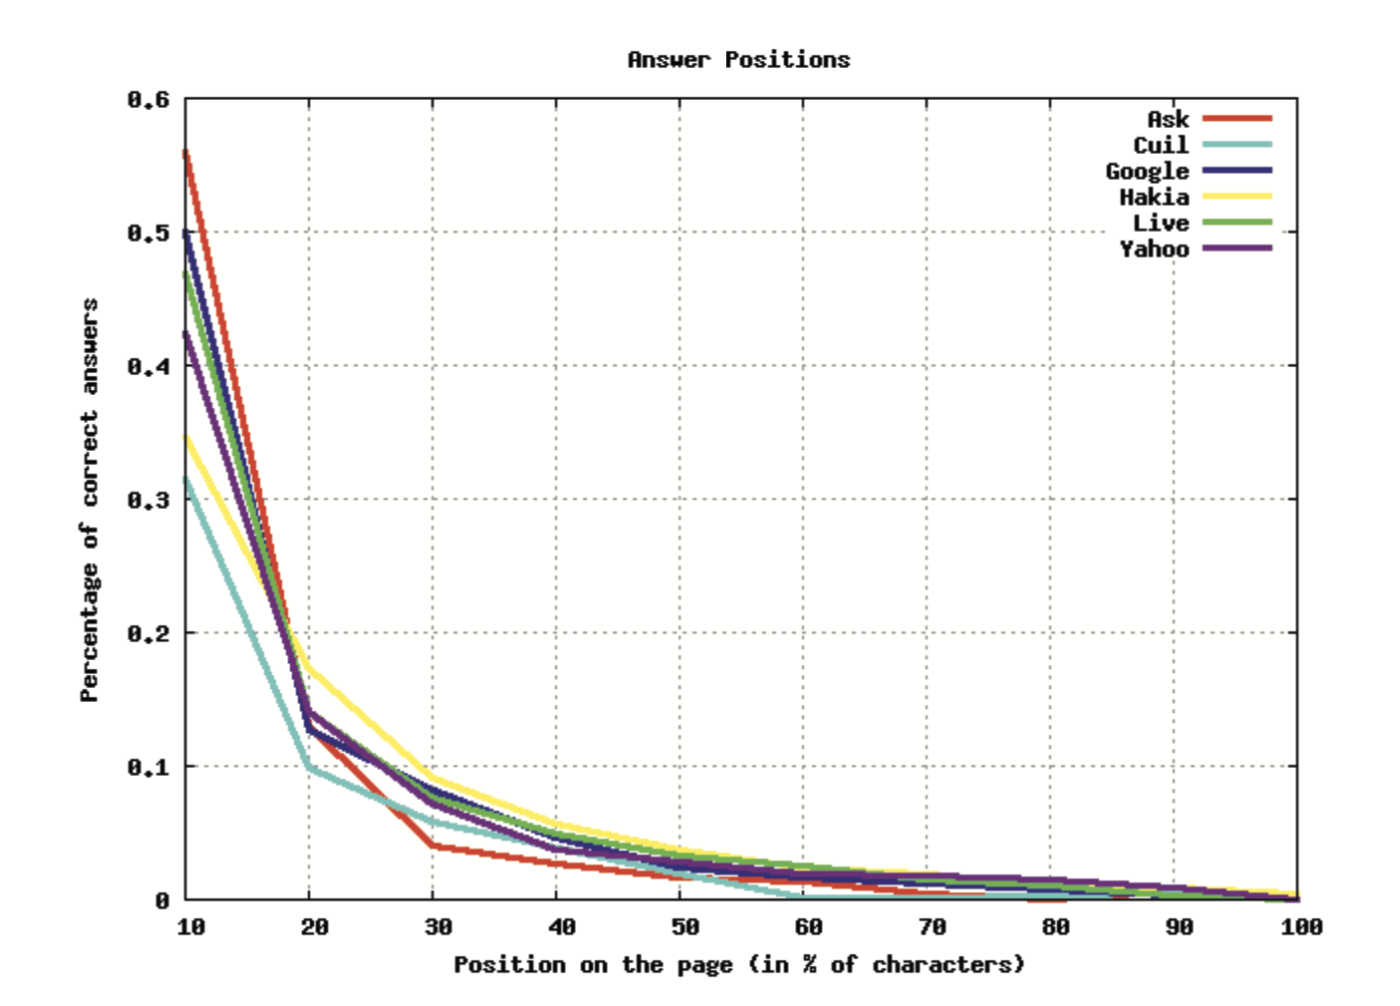 Answer Positions
0.6
0.5
0.4
0.3
0.2
0.1
0
Percentage of correct answers
Ask
Cuil
Google
Hakia
Live
Yahoo
10 20 30 40 50 60 70 80 90 100
Position on the page (in % of characters)